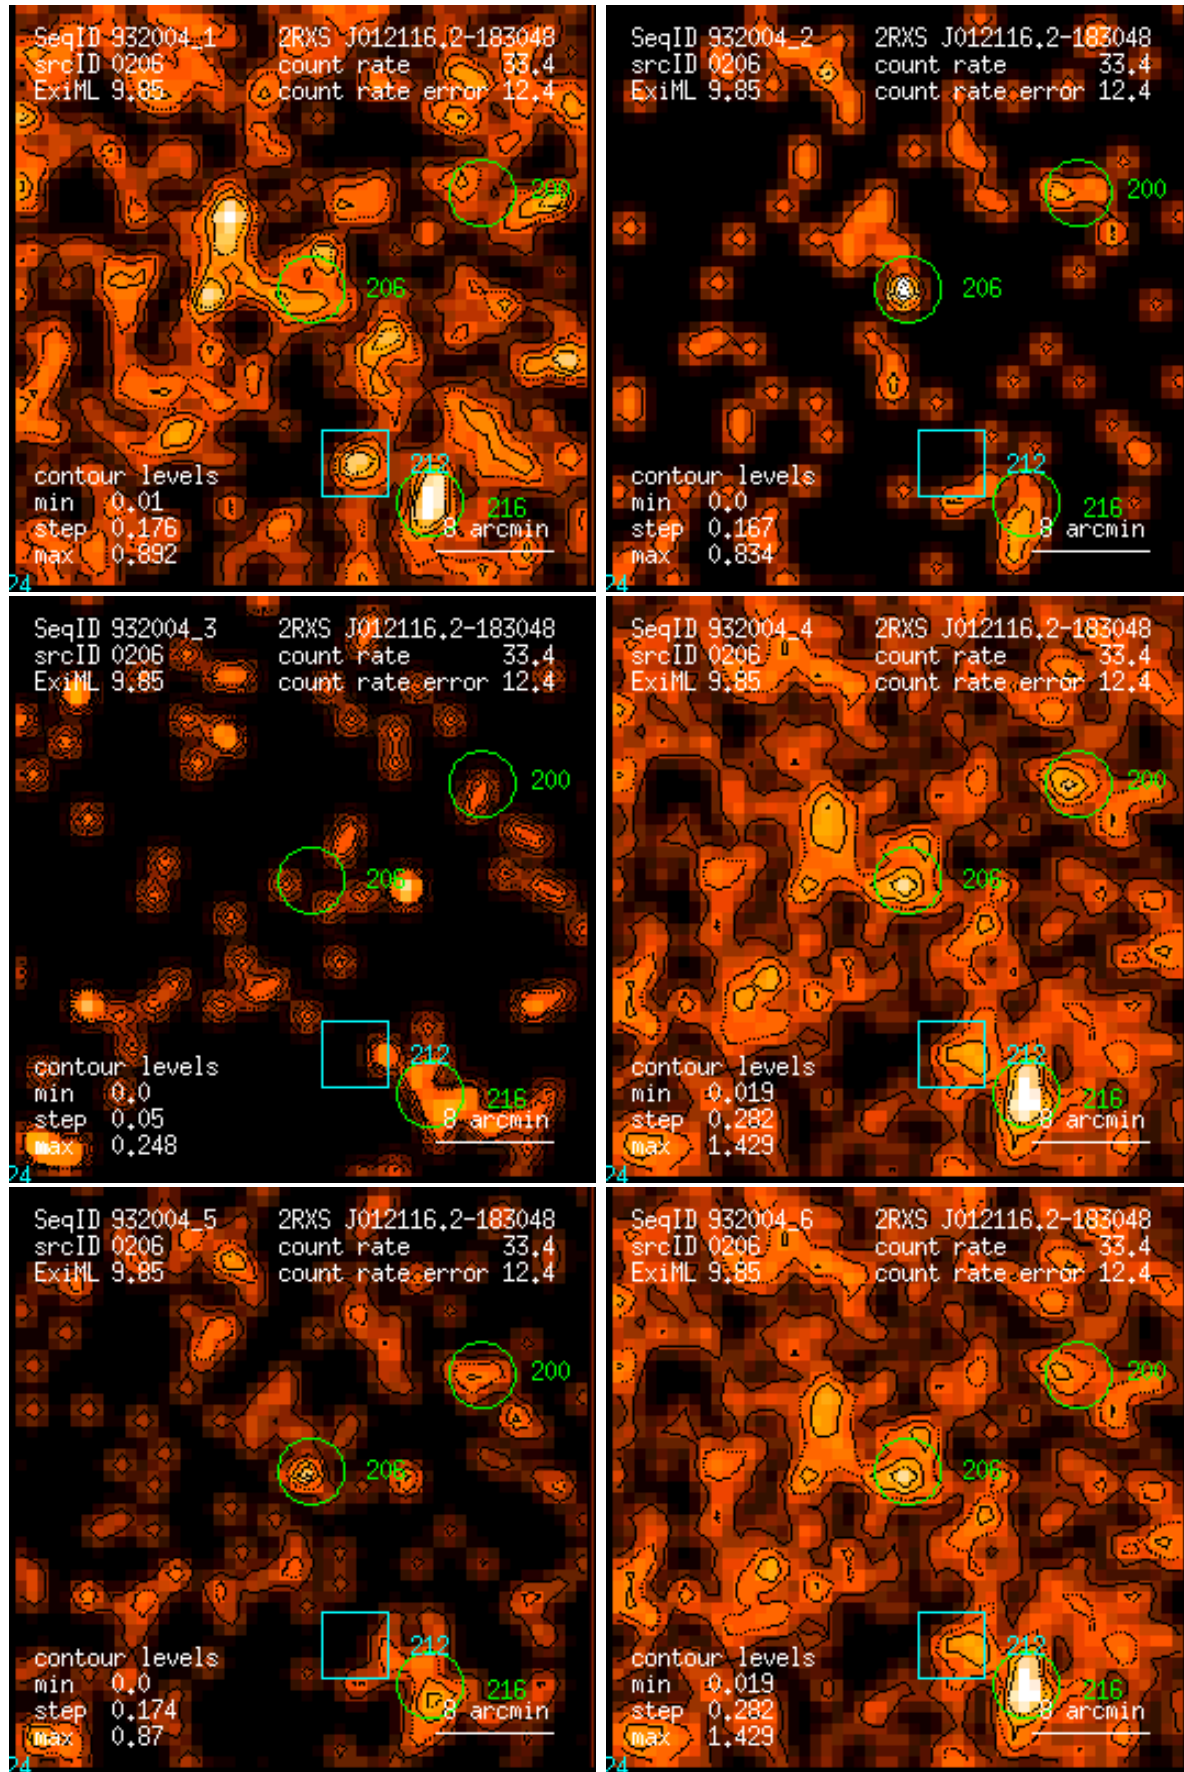 SeqID 932004_1 2RXS J012116.2-183048
srcID 0206 count rate 33.4
ExiML 9.85 count rate error 12.4
200
206
212
contour levels
min 0.01 216
step 0.176 8 arcmin
max 0.892
24
SeqID 932004_2 2RXS J012116.2-183048
srcID 0206 count rate 33.4
ExiML 9.85 count rate error 12.4
200
206
212
contour levels
min 0.0 216
step 0.167 8 arcmin
max 0.834
24
SeqID 932004_3 2RXS J012116.2-183048
srcID 0206 count rate 33.4
ExiML 9.85 count rate error 12.4
200
206
212
contour levels
min 0.0 216
step 0.05 8 arcmin
max 0.248
24
SeqID 932004_4 2RXS J012116.2-183048
srcID 0206 count rate 33.4
ExiML 9.85 count rate error 12.4
200
206
212
contour levels
min 0.019 216
step 0.282 8 arcmin
max 1.429
24
SeqID 932004_5 2RXS J012116.2-183048
srcID 0206 count rate 33.4
ExiML 9.85 count rate error 12.4
200
206
212
contour levels
min 0.0 216
step 0.174 8 arcmin
max 0.87
24
SeqID 932004_6 2RXS J012116.2-183048
srcID 0206 count rate 33.4
ExiML 9.85 count rate error 12.4
200
206
212
contour levels
min 0.019 216
step 0.282 8 arcmin
max 1.429
24